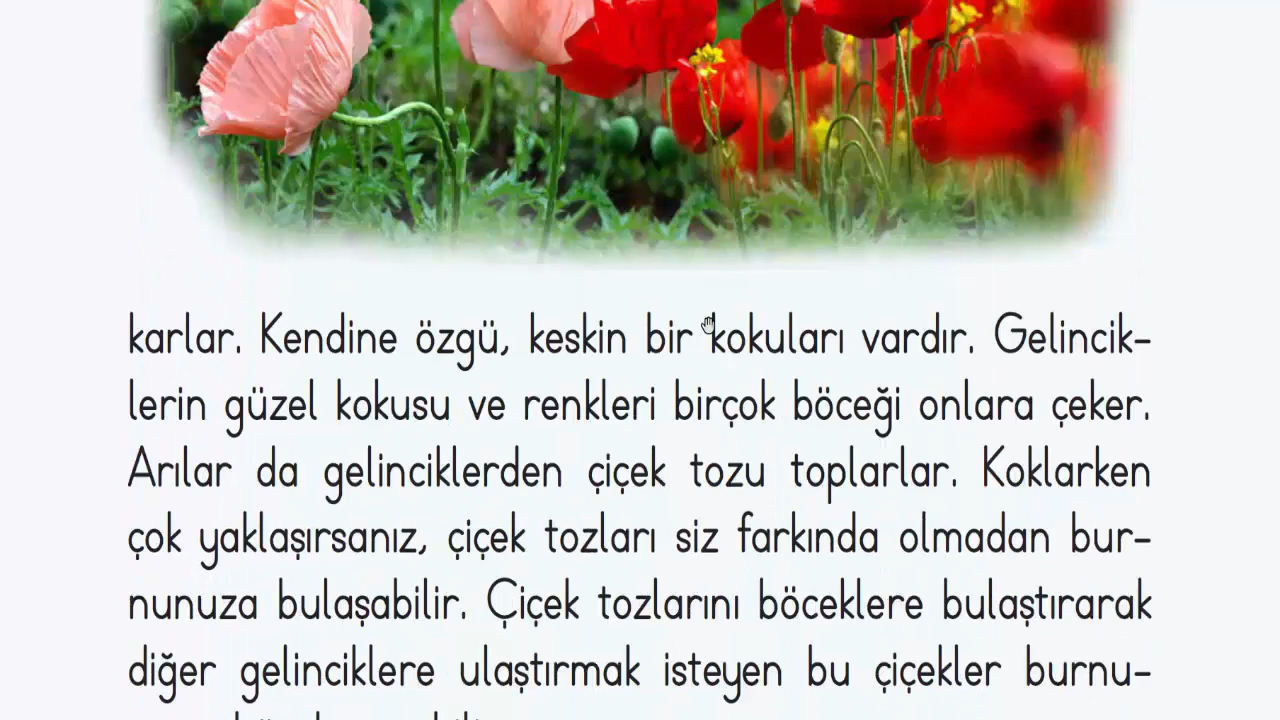 karlar. Kendine özgü, keskin bir kokuları vardır. Gelincik-
lerin güzel kokusu ve renkleri birçok böceği onlara çeker.
Arılar da gelinciklerden çiçek tozu toplarlar. Koklarken
çok yaklaşırsanız, çiçek tozları siz farkında olmadan bur-
nunuza bulaşabilir. Çiçek tozlarını böceklere bulaştırarak
diğer gelinciklere ulaştırmak isteyen bu çiçekler burnu-